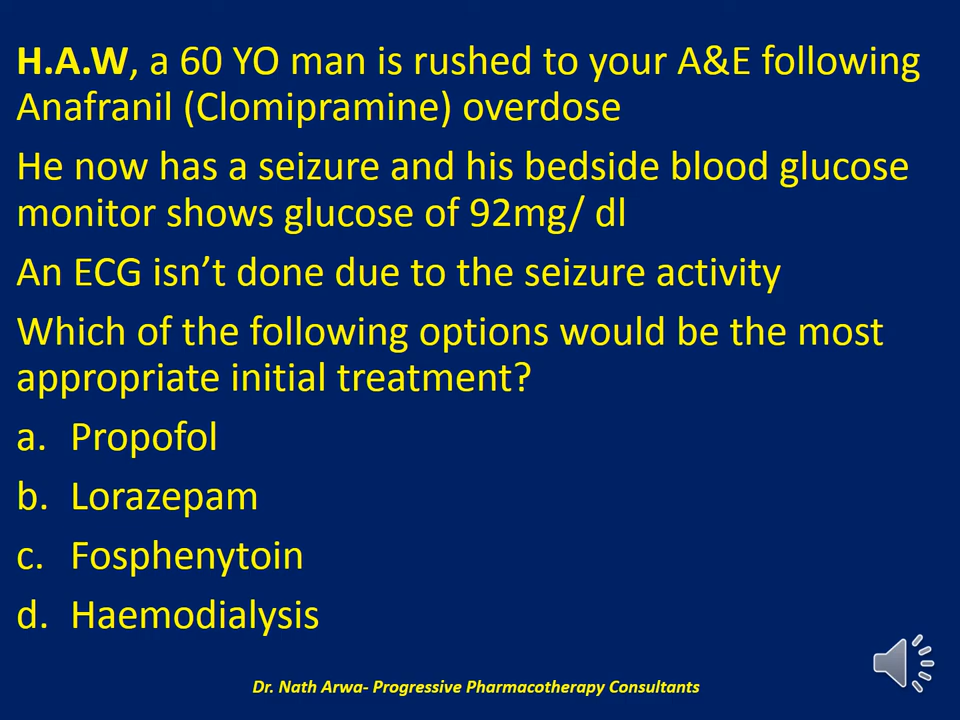 H.A.W, a 60 YO man is rushed to your A&E following
Anafranil (Clomipramine) overdose
He now has a seizure and his bedside blood glucose
monitor shows glucose of 92mg/ dl
An ECG isn’t done due to the seizure activity
Which of the following options would be the most
appropriate initial treatment?
a. Propofol
b. Lorazepam
c. Fosphenytoin
d. Haemodialysis
Dr. Nath Arwa- Progressive Pharmacotherapy Consultants